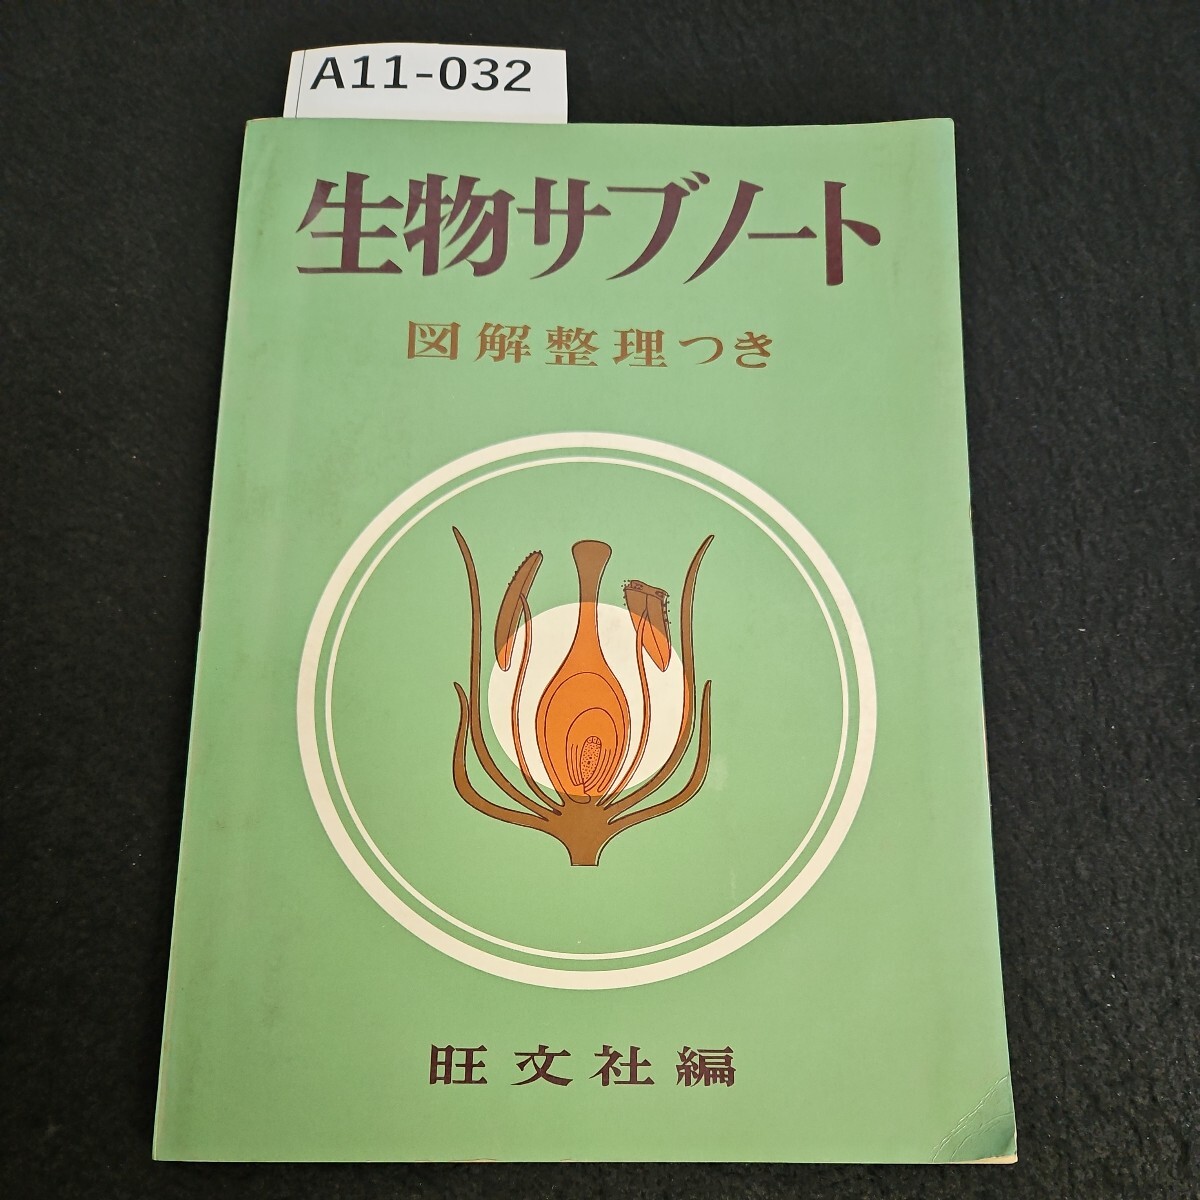 A11-032
生物サブノート
図解整理つき
旺文社編